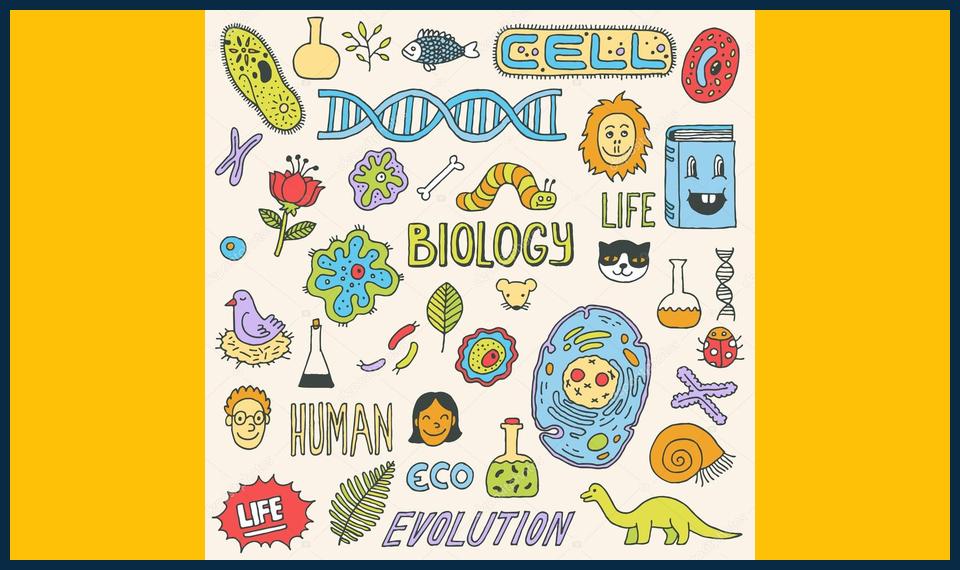 CELL
LIFE
BIOLOGY
HUMAN
ECO
LIFE
EVOLUTION